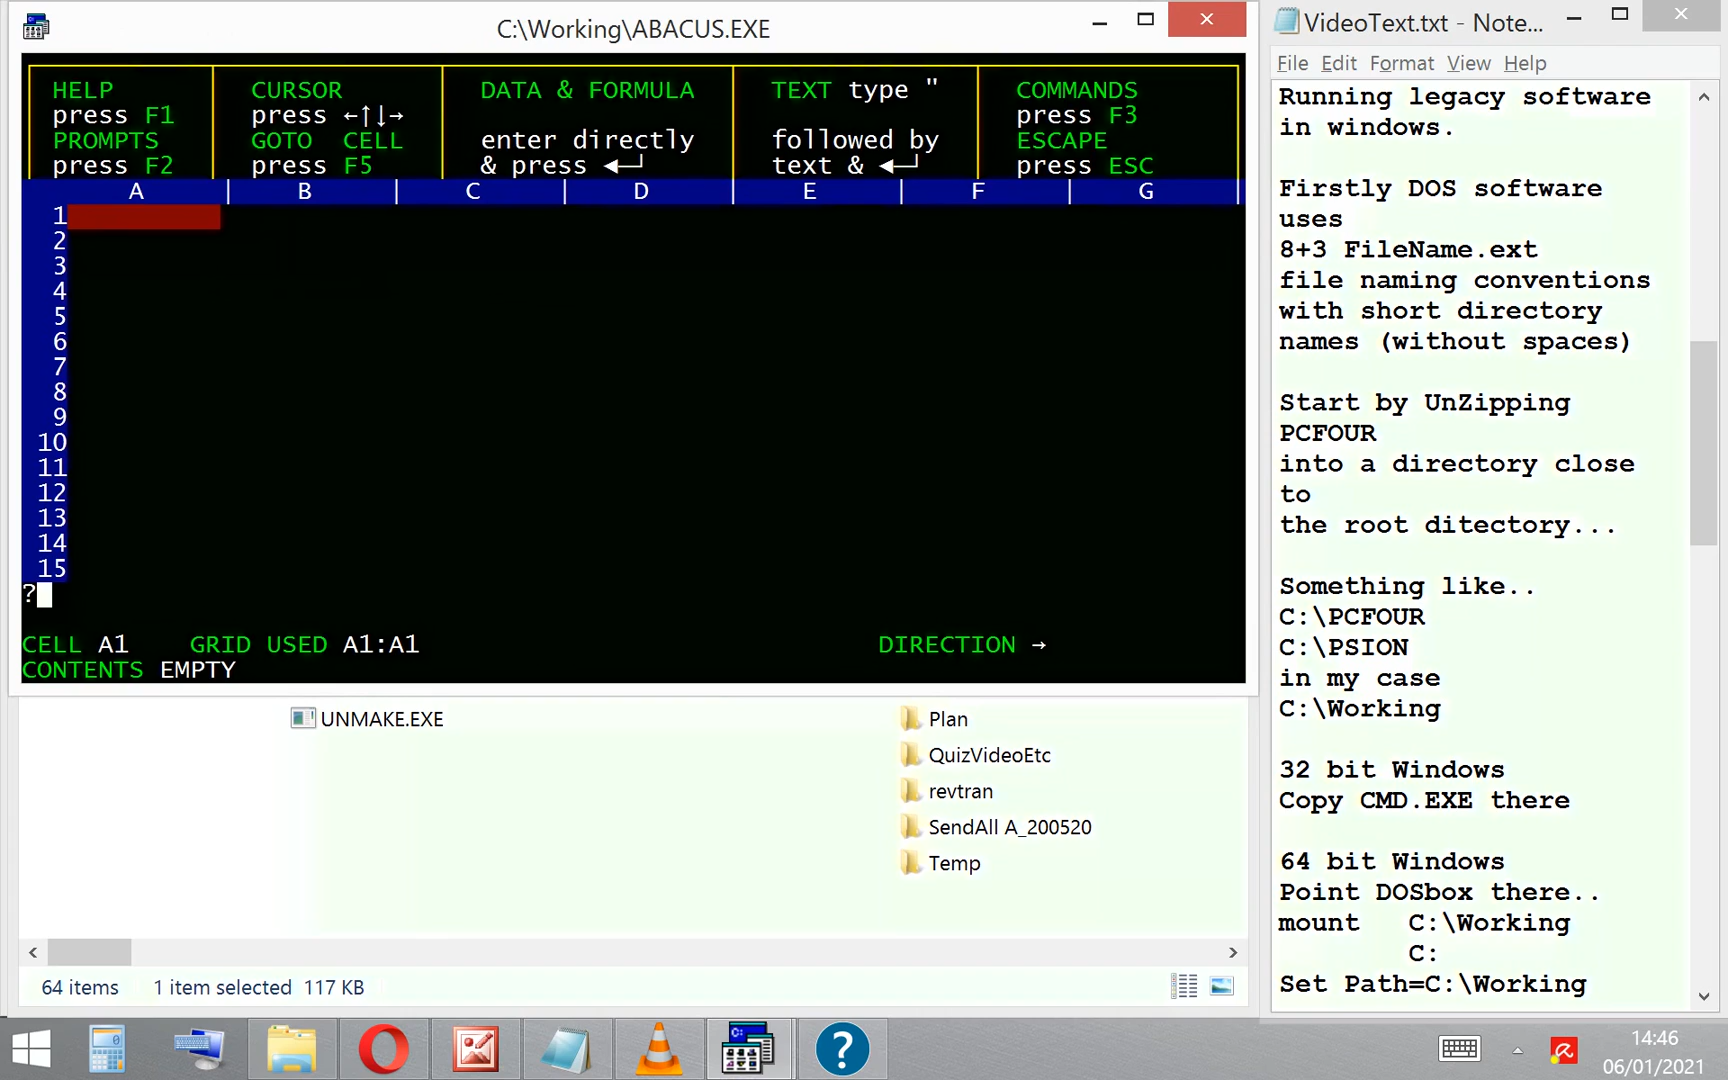 C:\Working\ABACUS.EXE
HELP CURSOR DATA & FORMULA TEXT type " COMMANDS
press F1 press ←↑↓→ press F3
PROMPTS GOTO CELL enter directly followed by ESCAPE
press F2 press F5 & press ◄─┘ text & ◄─┘ press ESC
A B C D E F G
1
2
3
4
5
6
7
8
9
10
11
12
13
14
15
?
CELL A1 GRID USED A1:A1 DIRECTION →
CONTENTS EMPTY
UNMAKE.EXE
Plan
QuizVideoEtc
revtran
SendAll A_200520
Temp
64 items 1 item selected 117 KB
VideoText.txt - Note...
File Edit Format View Help
Running legacy software
in windows.
Firstly DOS software
uses
8+3 FileName.ext
file naming conventions
with short directory
names (without spaces)
Start by UnZipping
PCFOUR
into a directory close
to
the root ditectory...
Something like..
C:\PCFOUR
C:\PSION
in my case
C:\Working
32 bit Windows
Copy CMD.EXE there
64 bit Windows
Point DOSbox there..
mount C:\Working
C:
Set Path=C:\Working
14:46
06/01/2021